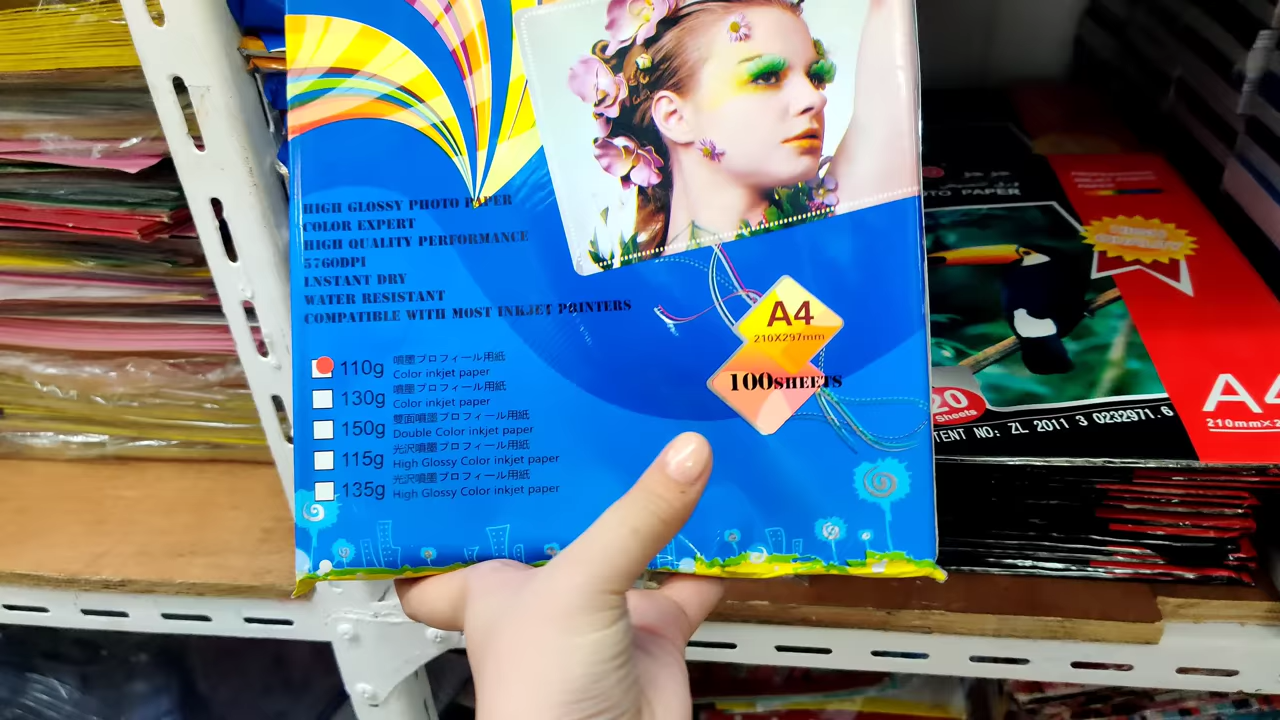 HIGH GLOSSY PHOTO PAPER
COLOR EXPERT
HIGH QUALITY PERFORMANCE
5760DPI
LNSTANT DRY
WATER RESISTANT
COMPATIBLE WITH MOST INKJET PRINTERS
110g 噴墨プロフィール用紙
Color inkjet paper
130g 噴墨プロフィール用紙
Color inkjet paper
150g 雙面噴墨プロフィール用紙
Double Color inkjet paper
115g 光沢噴墨プロフィール用紙
High Glossy Color inkjet paper
135g 光沢噴墨プロフィール用紙
High Glossy Color inkjet paper
A4
210X297mm
100SHEETS
PAPER
20
Sheets
TENT NO: ZL 2011 3 0232971.6
A4
210mm×2